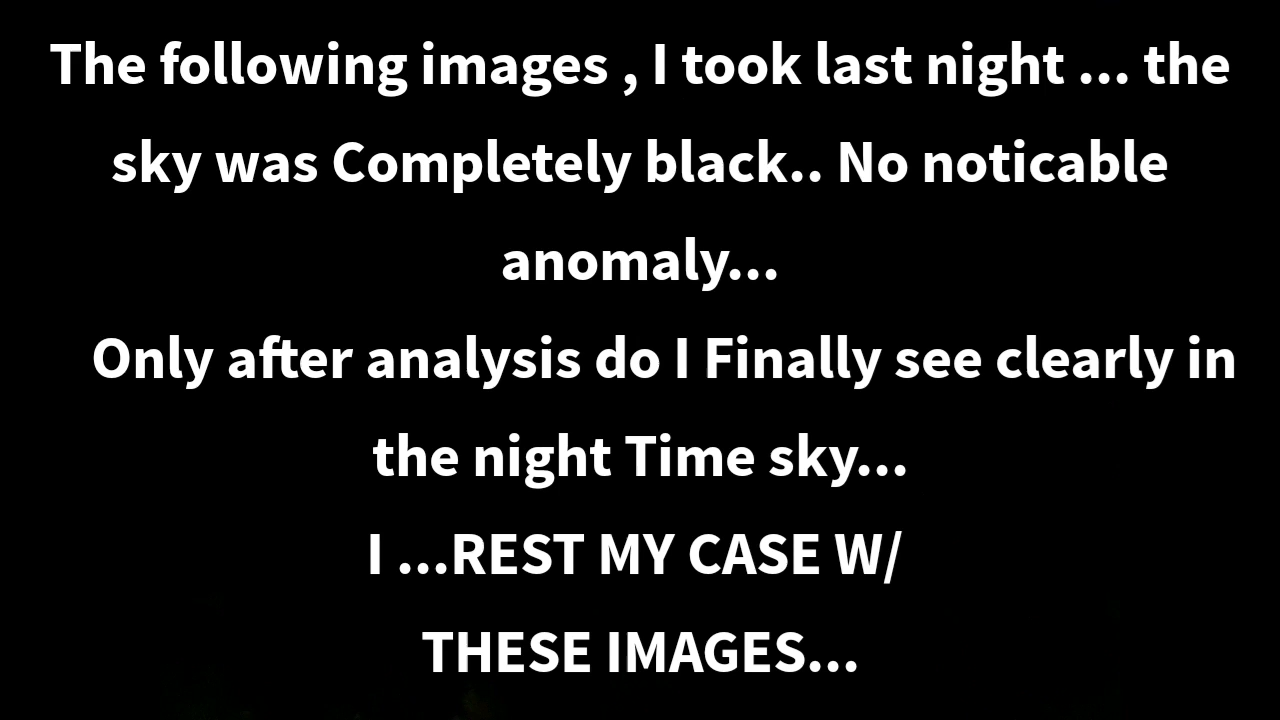 The following images , I took last night ... the
sky was Completely black.. No noticable
anomaly...
Only after analysis do I Finally see clearly in
the night Time sky...
I ...REST MY CASE W/
THESE IMAGES...